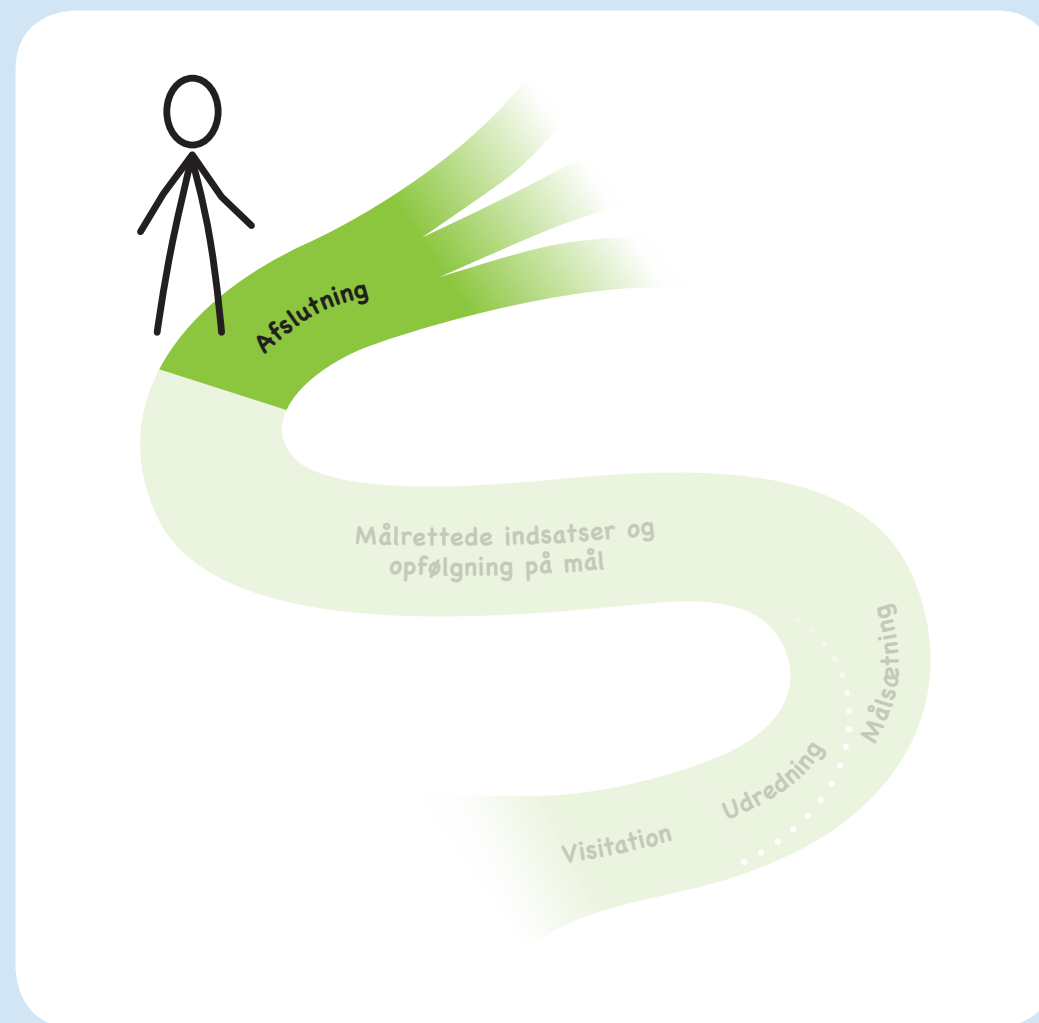 Afslutning
Målrettede indsatser og
opfølgning på mål
Målsætning
Udredning
Visitation